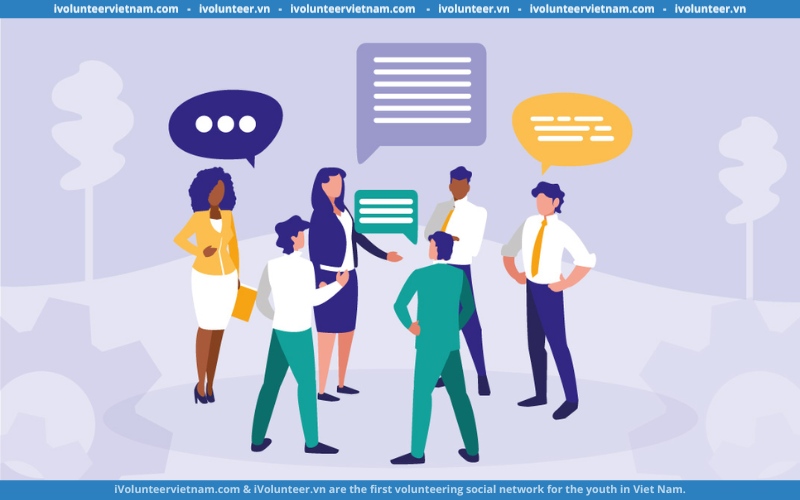 ivolunteervietnam.com - ivolunteer.vn - ivolunteervietnam.com - ivolunteer.vn - ivolunteervietnam.com - ivolunteer.vn
iVolunteervietnam.com & iVolunteer.vn are the first volunteering social network for the youth in Viet Nam.